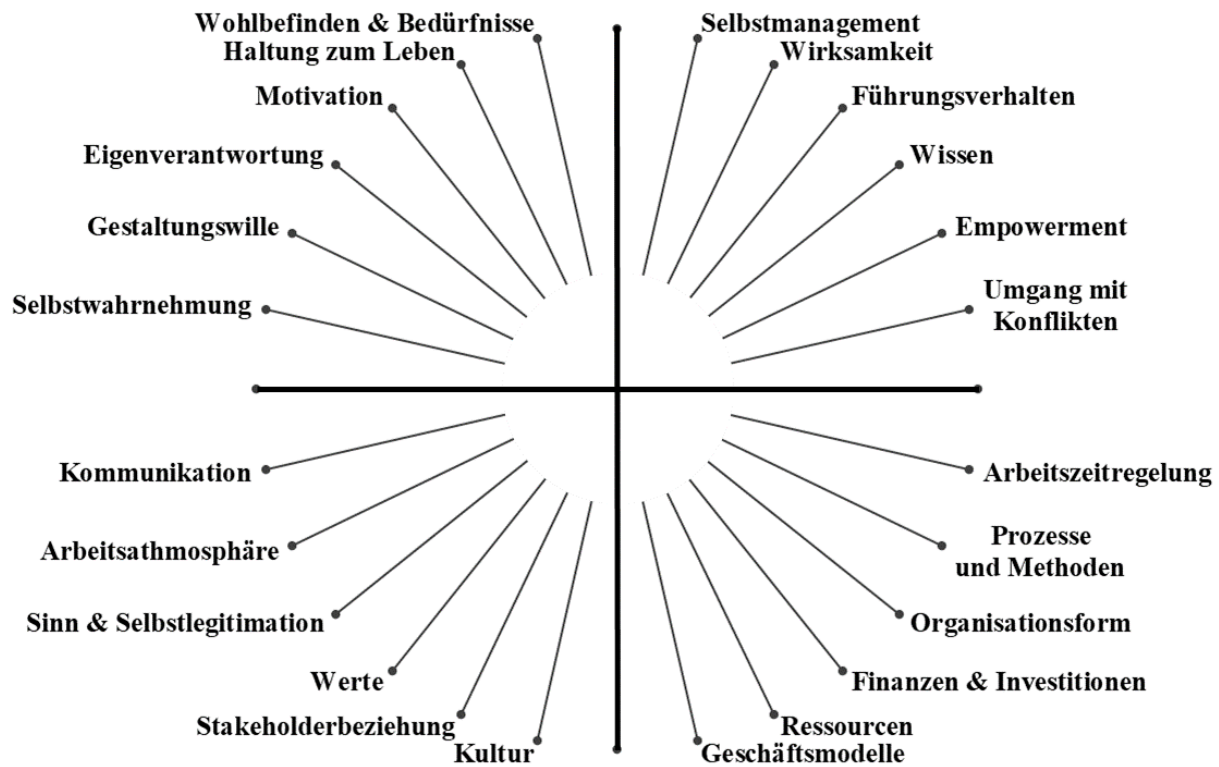 Wohlbefinden & Bedürfnisse
Haltung zum Leben
Motivation
Eigenverantwortung
Gestaltungswille
Selbstwahrnehmung
Selbstmanagement
Wirksamkeit
Führungsverhalten
Wissen
Empowerment
Umgang mit
Konflikten
Kommunikation
Arbeitsathmosphäre
Sinn & Selbstlegitimation
Werte
Stakeholderbeziehung
Kultur
Arbeitszeitregelung
Prozesse
und Methoden
Organisationsform
Finanzen & Investitionen
Ressourcen
Geschäftsmodelle